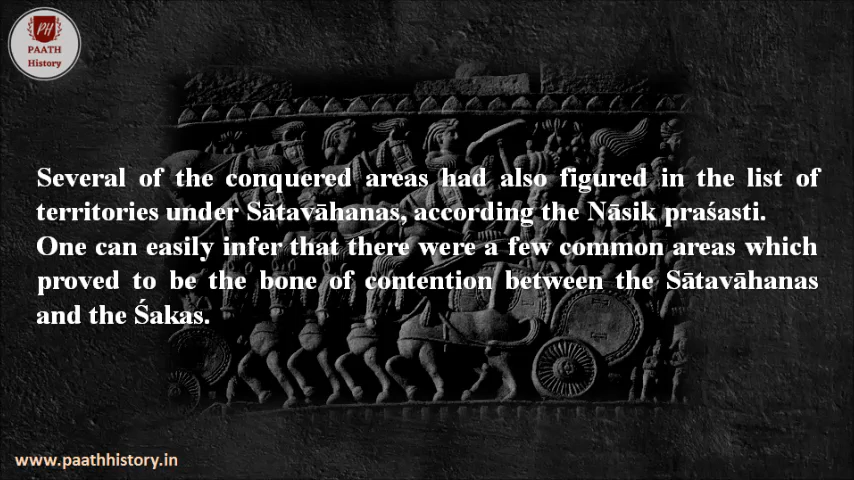 PH
PAATH
History
Several of the conquered areas had also figured in the list of
territories under Sātavāhanas, according the Nāsik praśasti.
One can easily infer that there were a few common areas which
proved to be the bone of contention between the Sātavāhanas
and the Śakas.
www.paathhistory.in